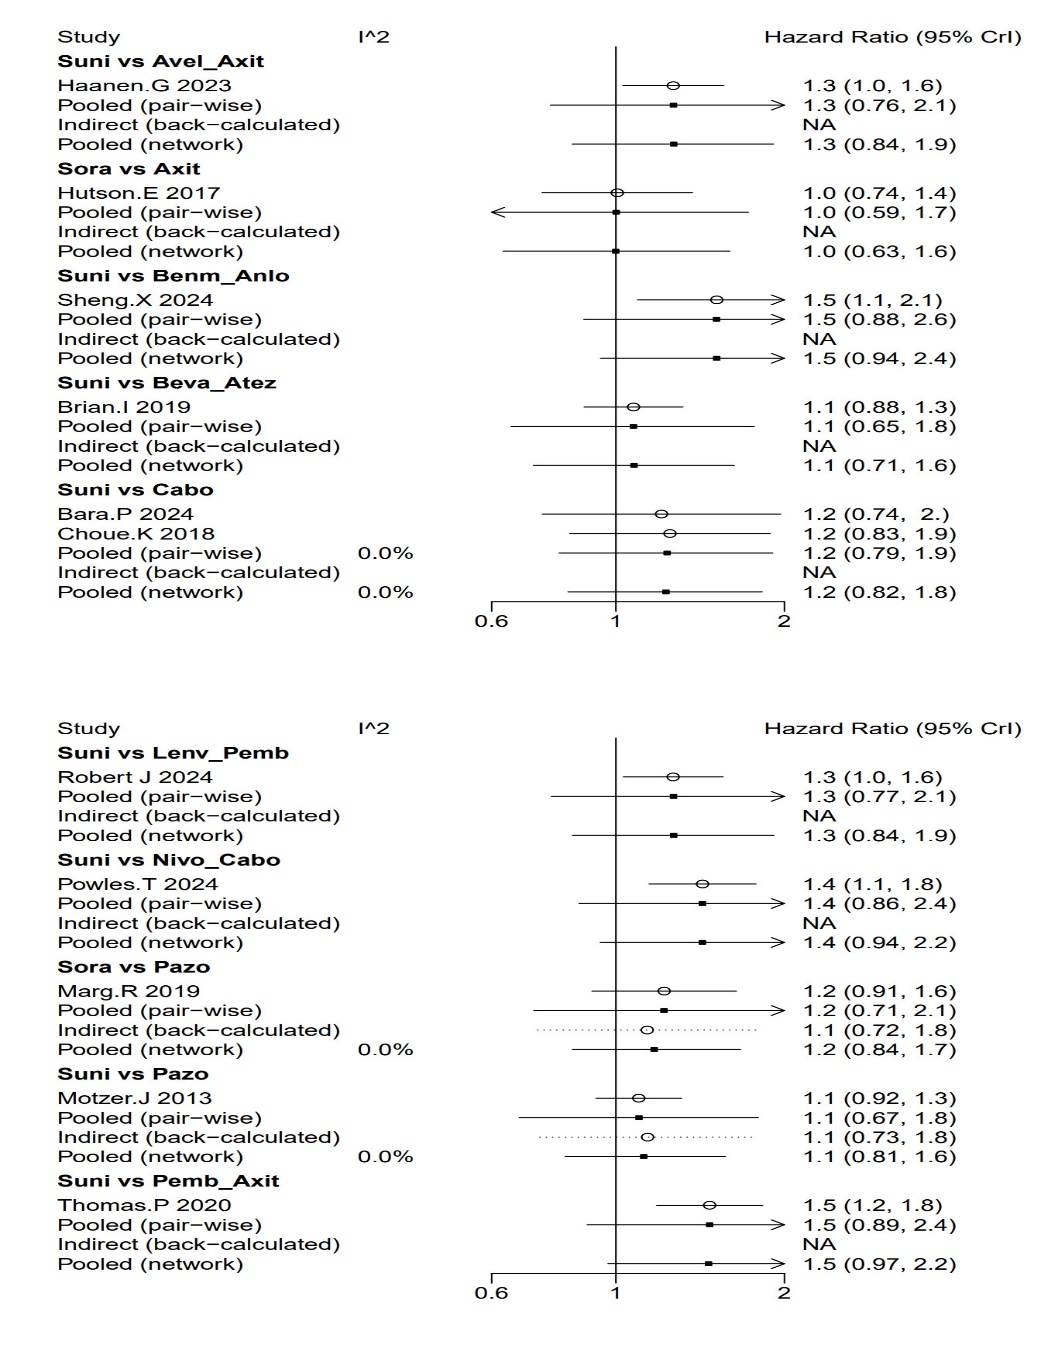 Study I^2 Hazard Ratio (95% CrI)
Suni vs Avel_Axit
Haanen.G 2023 1.3 (1.0, 1.6)
Pooled (pair−wise) 1.3 (0.76, 2.1)
Indirect (back−calculated) NA
Pooled (network) 1.3 (0.84, 1.9)
Sora vs Axit
Hutson.E 2017 1.0 (0.74, 1.4)
Pooled (pair−wise) 1.0 (0.59, 1.7)
Indirect (back−calculated) NA
Pooled (network) 1.0 (0.63, 1.6)
Suni vs Benm_Anlo
Sheng.X 2024 1.5 (1.1, 2.1)
Pooled (pair−wise) 1.5 (0.88, 2.6)
Indirect (back−calculated) NA
Pooled (network) 1.5 (0.94, 2.4)
Suni vs Beva_Atez
Brian.I 2019 1.1 (0.88, 1.3)
Pooled (pair−wise) 1.1 (0.65, 1.8)
Indirect (back−calculated) NA
Pooled (network) 1.1 (0.71, 1.6)
Suni vs Cabo
Bara.P 2024 1.2 (0.74, 2.)
Choue.K 2018 1.2 (0.83, 1.9)
Pooled (pair−wise) 0.0% 1.2 (0.79, 1.9)
Indirect (back−calculated) NA
Pooled (network) 0.0% 1.2 (0.82, 1.8)
0.6 1 2
Study I^2 Hazard Ratio (95% CrI)
Suni vs Lenv_Pemb
Robert J 2024 1.3 (1.0, 1.6)
Pooled (pair−wise) 1.3 (0.77, 2.1)
Indirect (back−calculated) NA
Pooled (network) 1.3 (0.84, 1.9)
Suni vs Nivo_Cabo
Powles.T 2024 1.4 (1.1, 1.8)
Pooled (pair−wise) 1.4 (0.86, 2.4)
Indirect (back−calculated) NA
Pooled (network) 1.4 (0.94, 2.2)
Sora vs Pazo
Marg.R 2019 1.2 (0.91, 1.6)
Pooled (pair−wise) 1.2 (0.71, 2.1)
Indirect (back−calculated) 1.1 (0.72, 1.8)
Pooled (network) 0.0% 1.2 (0.84, 1.7)
Suni vs Pazo
Motzer.J 2013 1.1 (0.92, 1.3)
Pooled (pair−wise) 1.1 (0.67, 1.8)
Indirect (back−calculated) 1.1 (0.73, 1.8)
Pooled (network) 0.0% 1.1 (0.81, 1.6)
Suni vs Pemb_Axit
Thomas.P 2020 1.5 (1.2, 1.8)
Pooled (pair−wise) 1.5 (0.89, 2.4)
Indirect (back−calculated) NA
Pooled (network) 1.5 (0.97, 2.2)
0.6 1 2